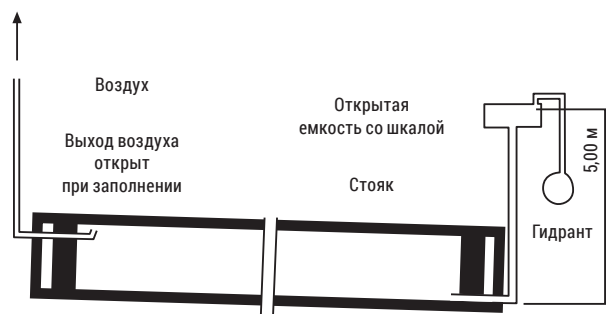 Воздух
Выход воздуха
открыт
при заполнении
Открытая
емкость со шкалой
Стояк
5,00 м
Гидрант